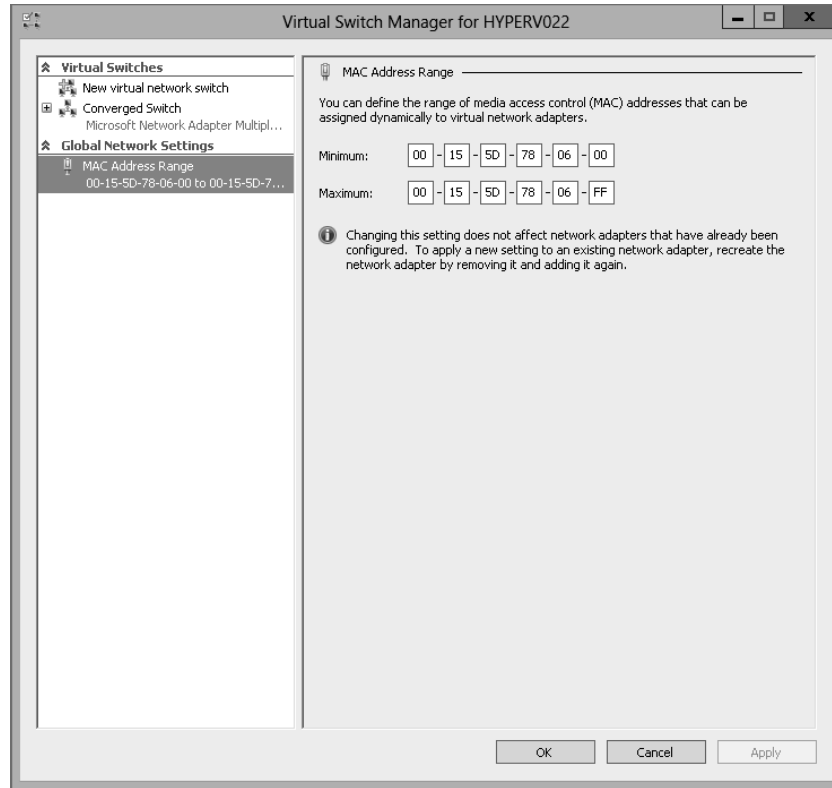 Virtual Switch Manager for HYPERV022
Virtual Switches
New virtual network switch
Converged Switch
Microsoft Network Adapter Multipl...
Global Network Settings
MAC Address Range
00-15-5D-78-06-00 to 00-15-5D-7...
MAC Address Range
You can define the range of media access control (MAC) addresses that can be
assigned dynamically to virtual network adapters.
Minimum: 00 - 15 - 5D - 78 - 06 - 00
Maximum: 00 - 15 - 5D - 78 - 06 - FF
Changing this setting does not affect network adapters that have already been
configured. To apply a new setting to an existing network adapter, recreate the
network adapter by removing it and adding it again.
OK Cancel Apply